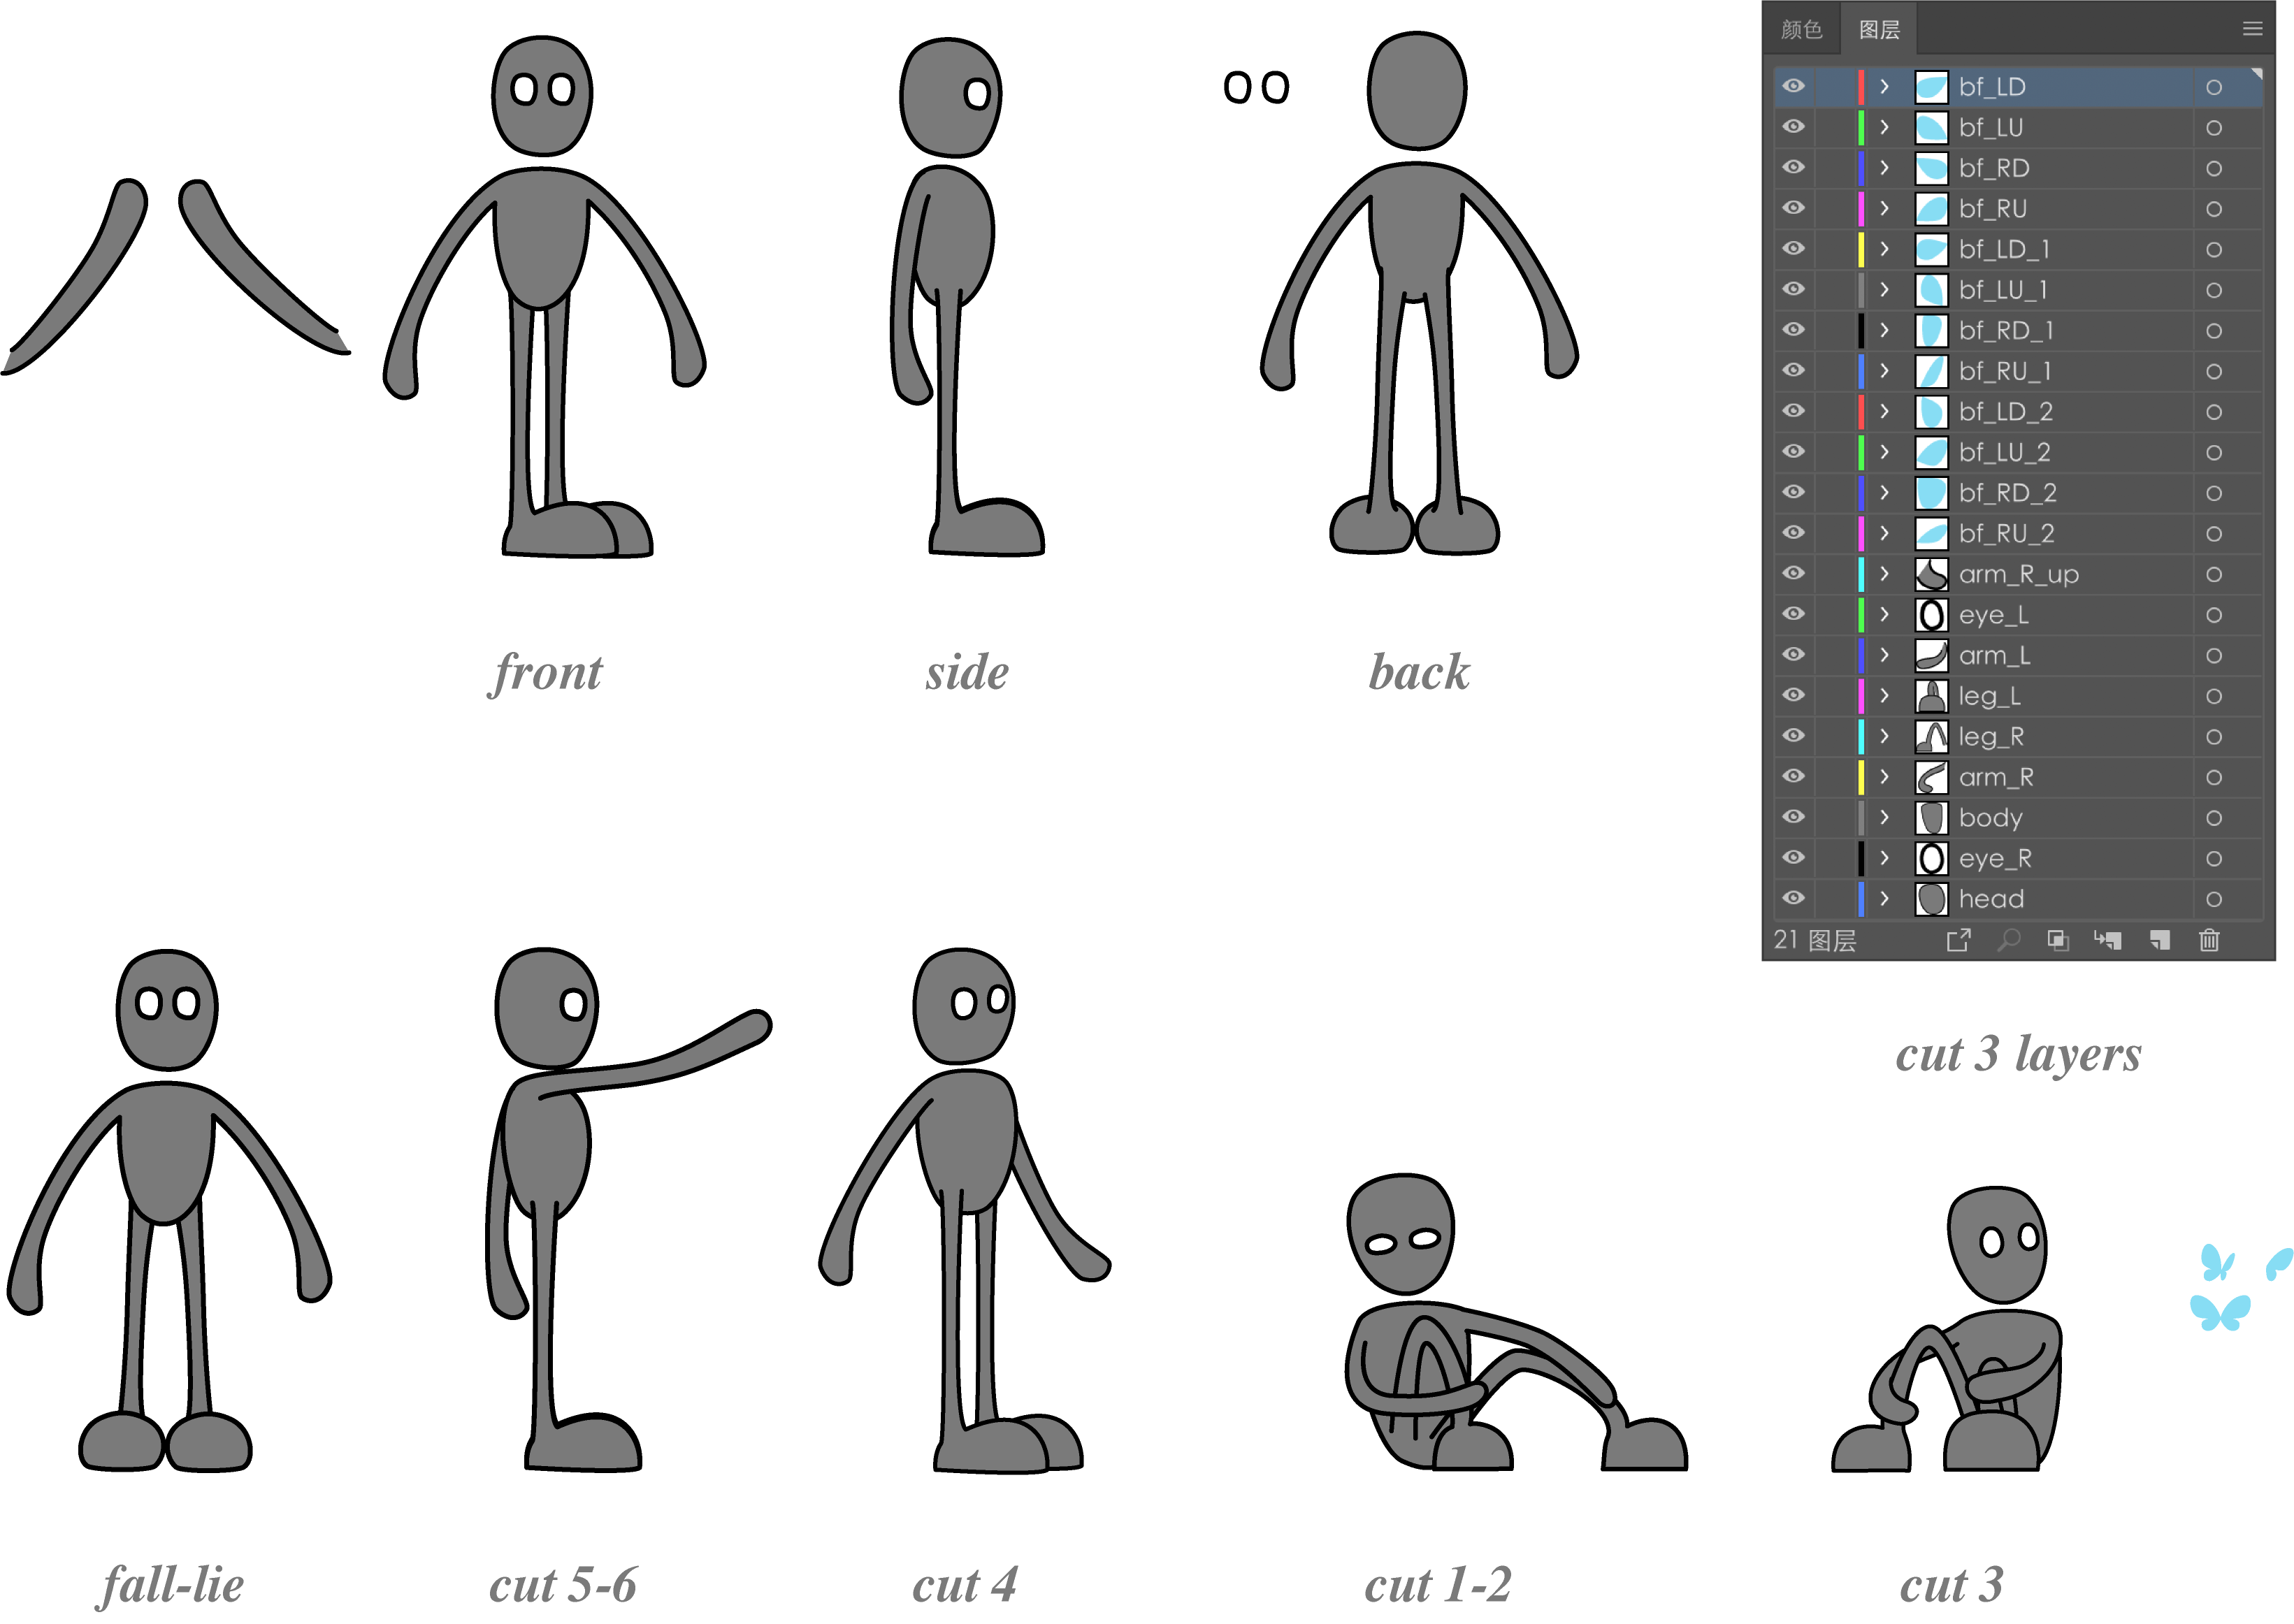 颜色 图层
bf_LD
bf_LU
bf_RD
bf_RU
bf_LD_1
bf_LU_1
bf_RD_1
bf_RU_1
bf_LD_2
bf_LU_2
bf_RD_2
bf_RU_2
arm_R_up
eye_L
arm_L
leg_L
leg_R
arm_R
body
eye_R
head
21 图层
front side back
cut 3 layers
fall-lie cut 5-6 cut 4 cut 1-2 cut 3